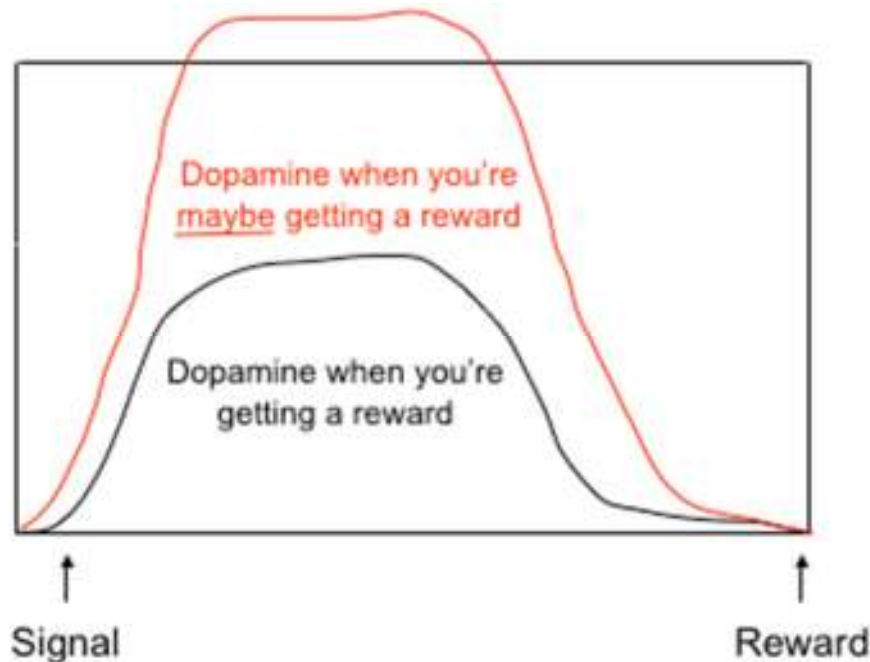 Dopamine when you're
maybe getting a reward
Dopamine when you're
getting a reward
Signal
Reward